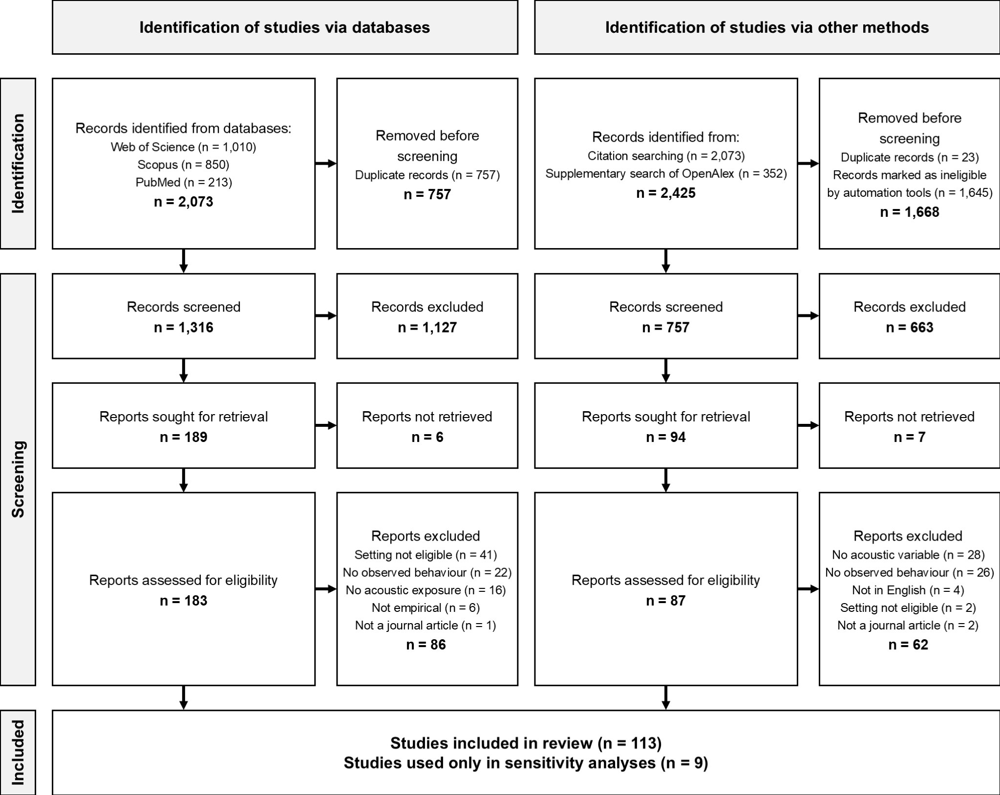 Identification of studies via databases
Identification of studies via other methods
Identification
Records identified from databases:
Web of Science (n = 1,010)
Scopus (n = 850)
PubMed (n = 213)
n = 2,073
Removed before
screening
Duplicate records (n = 757)
n = 757
Records identified from:
Citation searching (n = 2,073)
Supplementary search of OpenAlex (n = 352)
n = 2,425
Removed before
screening
Duplicate records (n = 23)
Records marked as ineligible
by automation tools (n = 1,645)
n = 1,668
Screening
Records screened
n = 1,316
Records excluded
n = 1,127
Records screened
n = 757
Records excluded
n = 663
Reports sought for retrieval
n = 189
Reports not retrieved
n = 6
Reports sought for retrieval
n = 94
Reports not retrieved
n = 7
Reports assessed for eligibility
n = 183
Reports excluded
Setting not eligible (n = 41)
No observed behaviour (n = 22)
No acoustic exposure (n = 16)
Not empirical (n = 6)
Not a journal article (n = 1)
n = 86
Reports assessed for eligibility
n = 87
Reports excluded
No acoustic variable (n = 28)
No observed behaviour (n = 26)
Not in English (n = 4)
Setting not eligible (n = 2)
Not a journal article (n = 2)
n = 62
Included
Studies included in review (n = 113)
Studies used only in sensitivity analyses (n = 9)